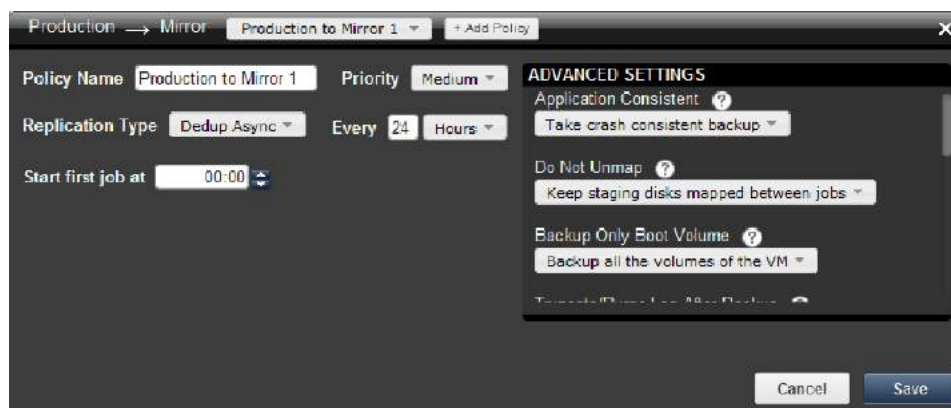 Production → Mirror Production to Mirror 1 + Add Policy
Policy Name Production to Mirror 1 Priority Medium
Replication Type Dedup Async Every 24 Hours
Start first job at 00:00
ADVANCED SETTINGS
Application Consistent ?
Take crash consistent backup
Do Not Unmap ?
Keep staging disks mapped between jobs
Backup Only Boot Volume ?
Backup all the volumes of the VM
Cancel Save